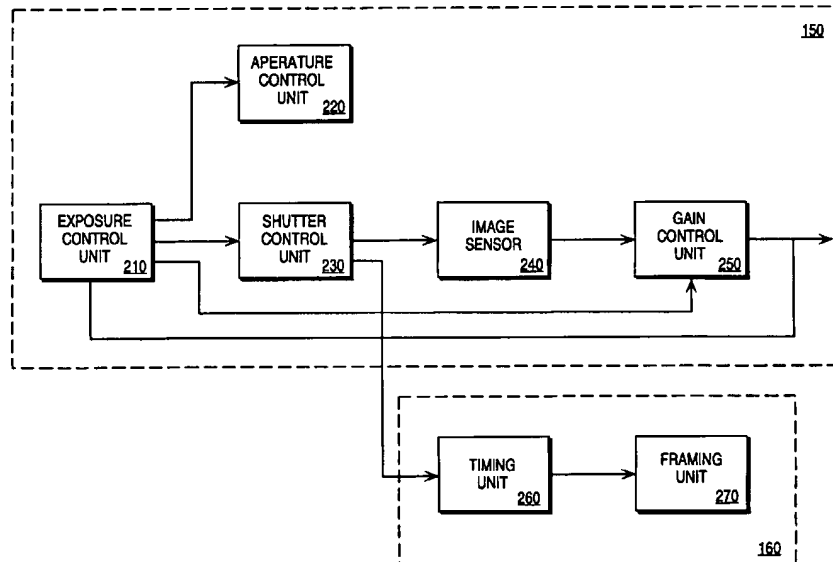 150
APERATURE
CONTROL
UNIT
220
EXPOSURE
CONTROL
UNIT
210
SHUTTER
CONTROL
UNIT
230
IMAGE
SENSOR
240
GAIN
CONTROL
UNIT
250
TIMING
UNIT
260
FRAMING
UNIT
270
160